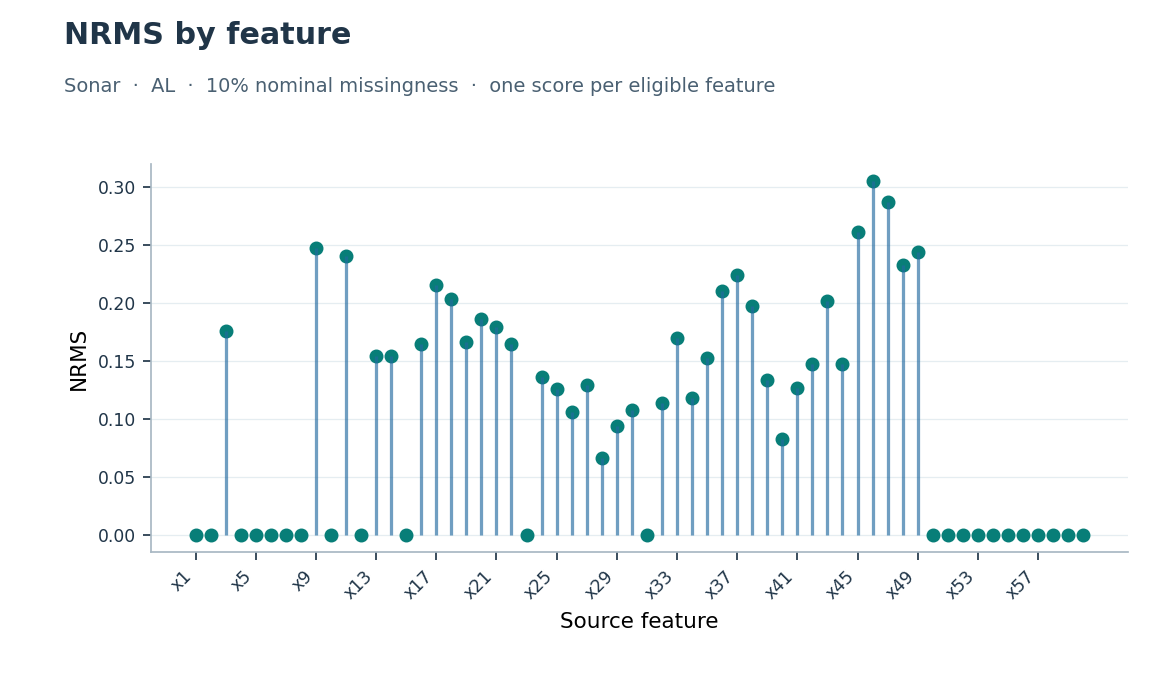 NRMS by feature
Sonar · AL · 10% nominal missingness · one score per eligible feature
NRMS
0.30
0.25
0.20
0.15
0.10
0.05
0.00
x1 x5 x9 x13 x17 x21 x25 x29 x33 x37 x41 x45 x49 x53 x57
Source feature